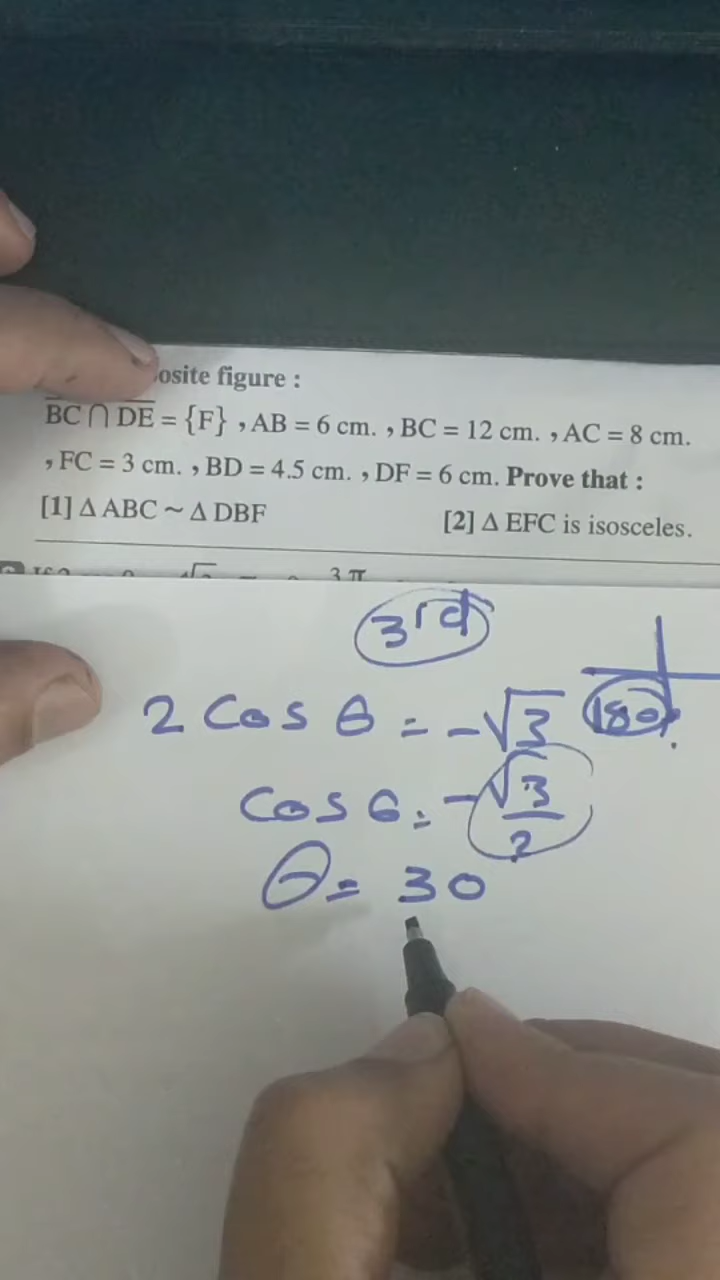 osite figure :
BC ∩ DE = {F} , AB = 6 cm. , BC = 12 cm. , AC = 8 cm.
, FC = 3 cm. , BD = 4.5 cm. , DF = 6 cm. Prove that :
[1] Δ ABC ~ Δ DBF [2] Δ EFC is isosceles.
3π
3rd
2 Cos θ = -√3 180
Cos θ = -√3/2
θ = 30